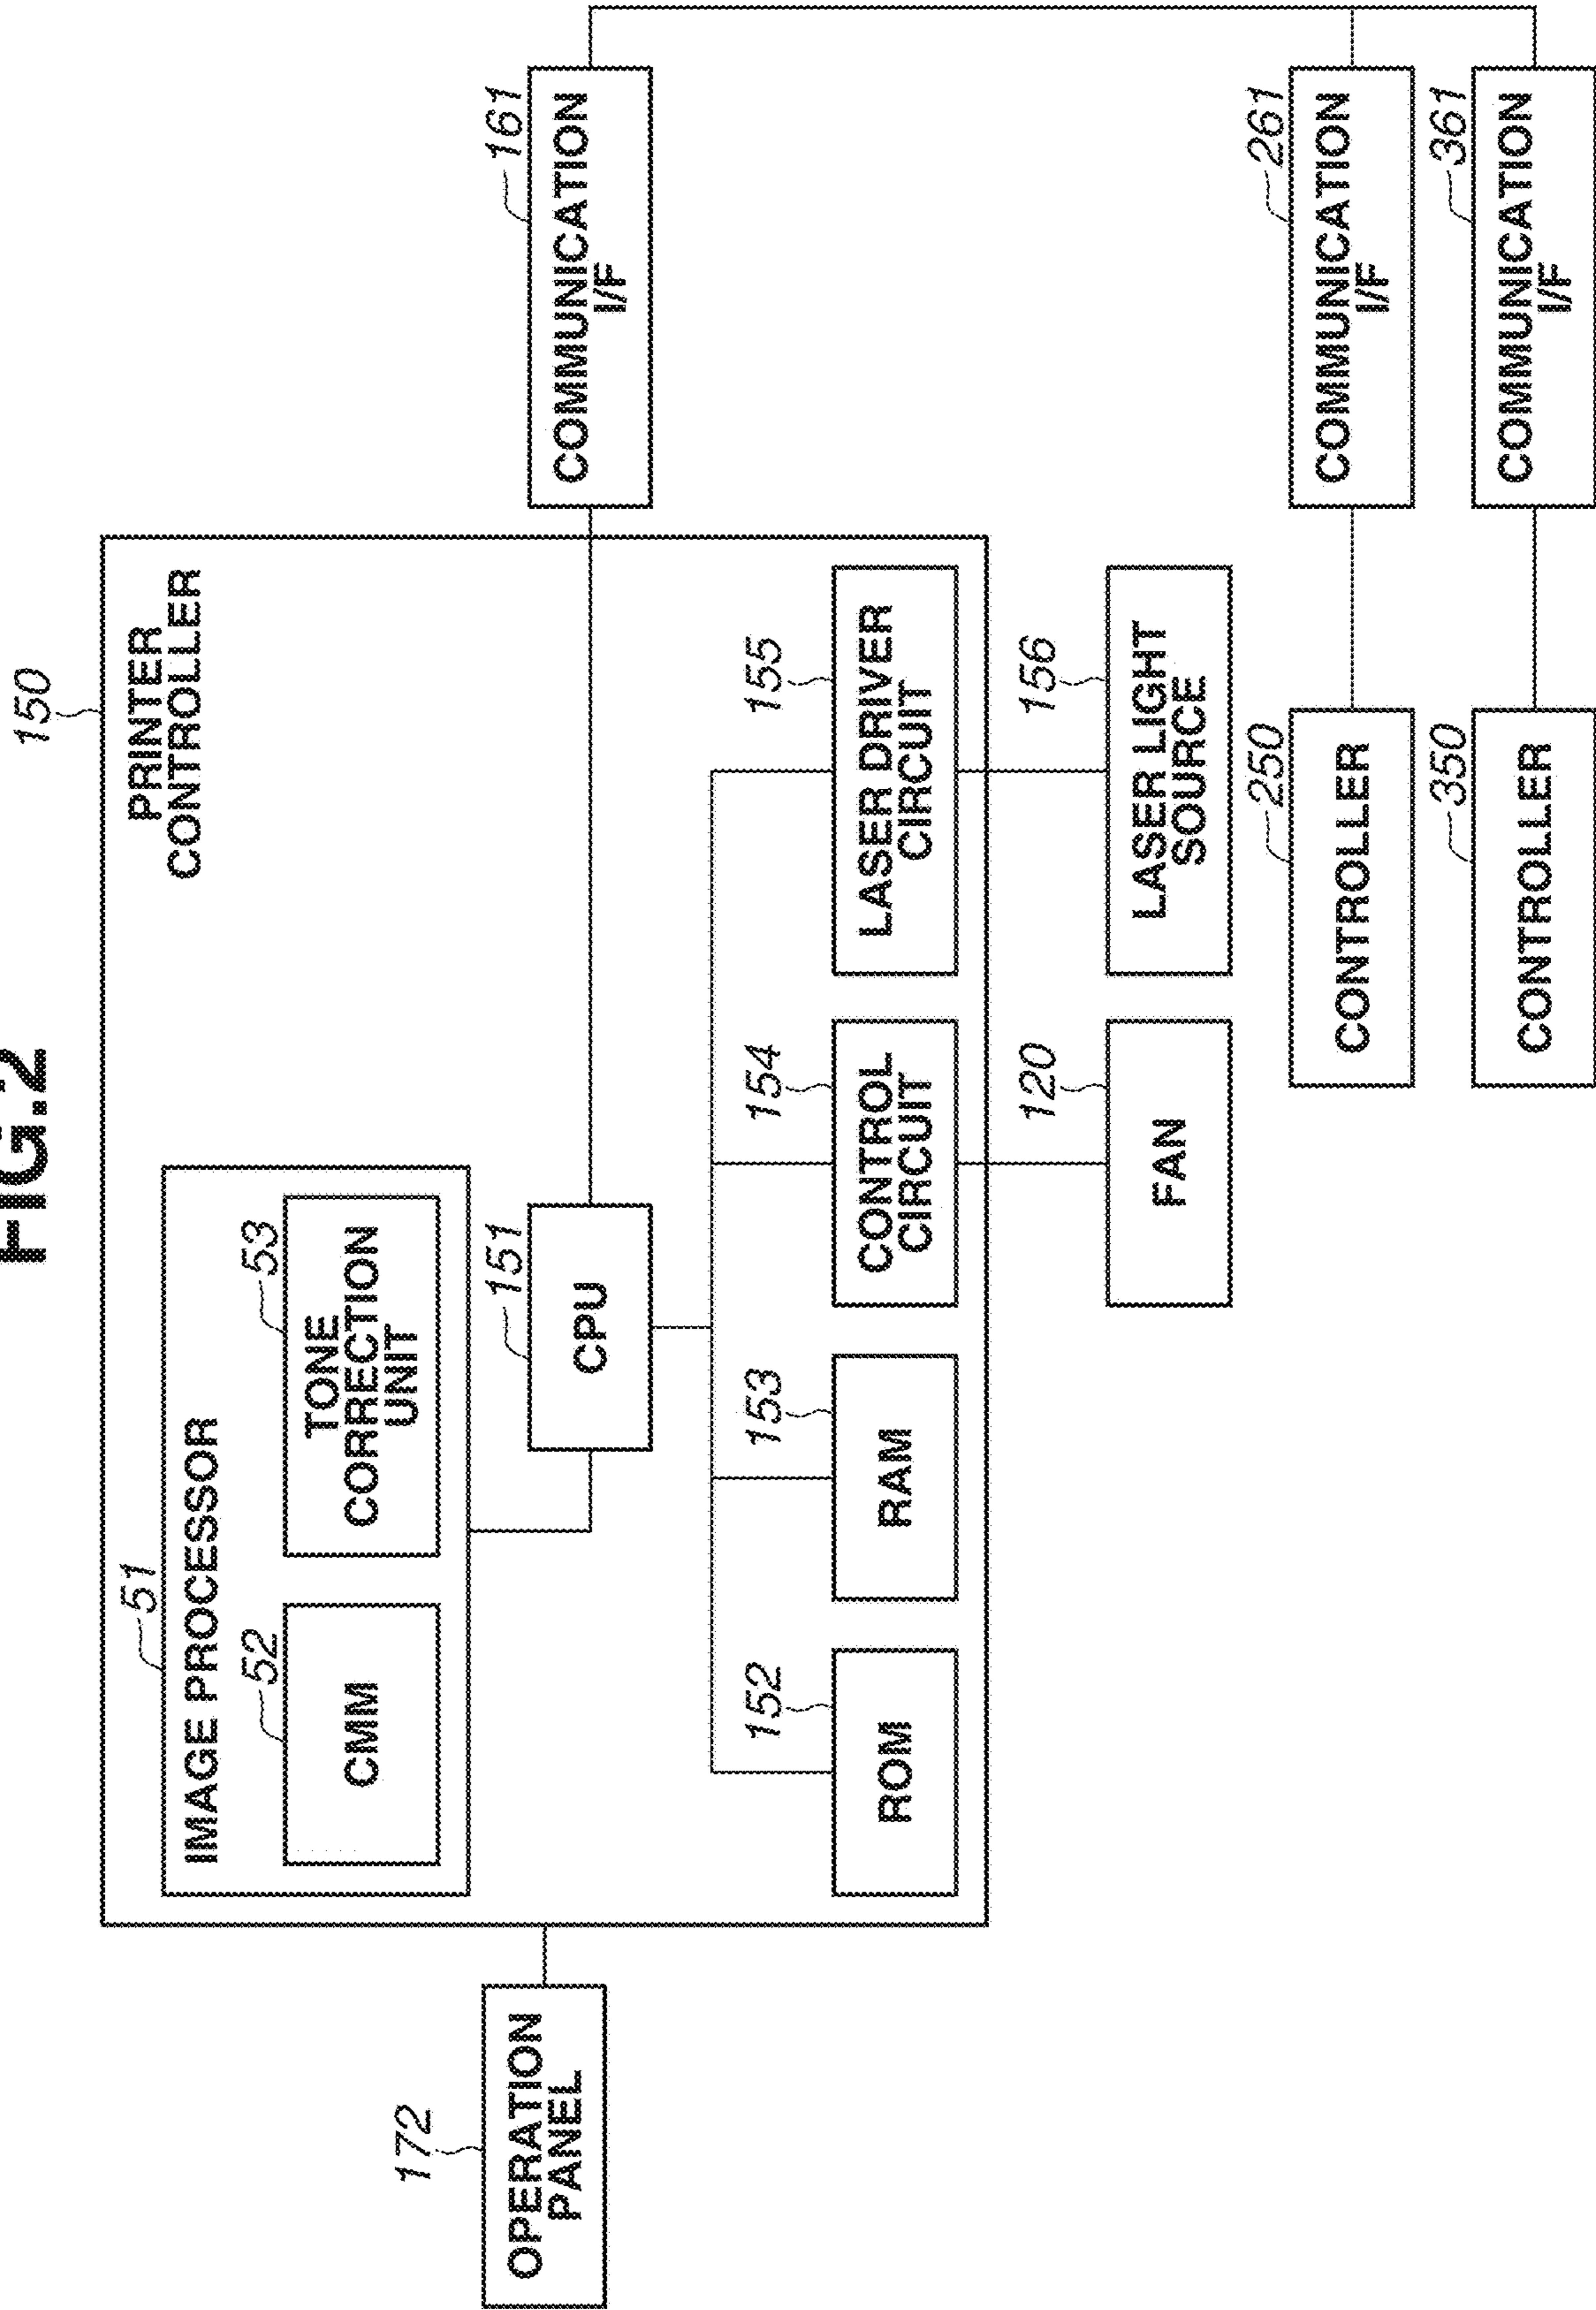 FIG.2
150
PRINTER
CONTROLLER
51
IMAGE PROCESSOR
52
CMM
53
TONE
CORRECTION
UNIT
172
OPERATION
PANEL
151
CPU
161
COMMUNICATION
I/F
152
ROM
153
RAM
154
CONTROL
CIRCUIT
155
LASER DRIVER
CIRCUIT
120
FAN
156
LASER LIGHT
SOURCE
250
CONTROLLER
261
COMMUNICATION
I/F
350
CONTROLLER
361
COMMUNICATION
I/F